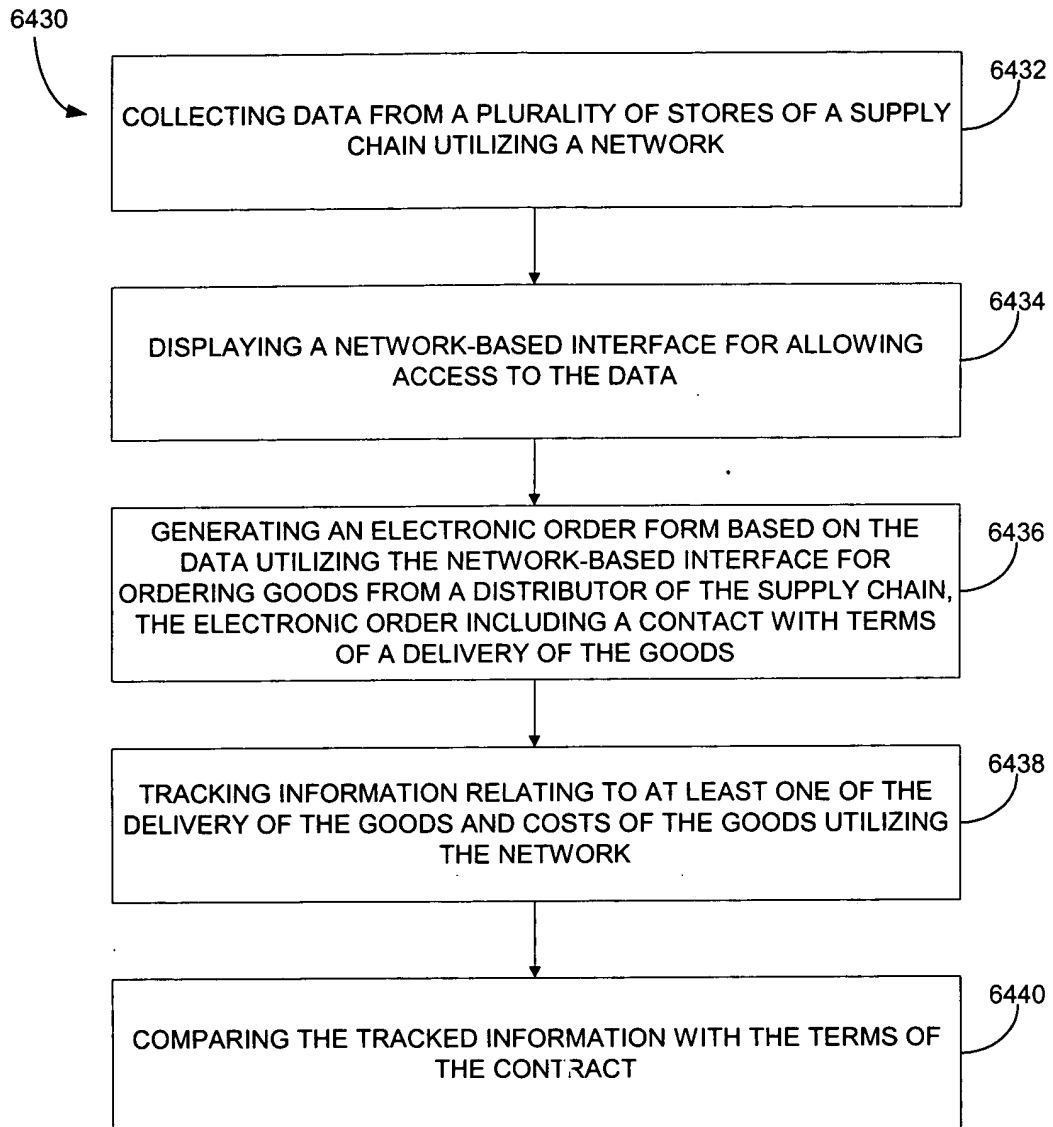 6430
6432
COLLECTING DATA FROM A PLURALITY OF STORES OF A SUPPLY
CHAIN UTILIZING A NETWORK
6434
DISPLAYING A NETWORK-BASED INTERFACE FOR ALLOWING
ACCESS TO THE DATA
6436
GENERATING AN ELECTRONIC ORDER FORM BASED ON THE
DATA UTILIZING THE NETWORK-BASED INTERFACE FOR
ORDERING GOODS FROM A DISTRIBUTOR OF THE SUPPLY CHAIN,
THE ELECTRONIC ORDER INCLUDING A CONTACT WITH TERMS
OF A DELIVERY OF THE GOODS
6438
TRACKING INFORMATION RELATING TO AT LEAST ONE OF THE
DELIVERY OF THE GOODS AND COSTS OF THE GOODS UTILIZING
THE NETWORK
6440
COMPARING THE TRACKED INFORMATION WITH THE TERMS OF
THE CONTRACT